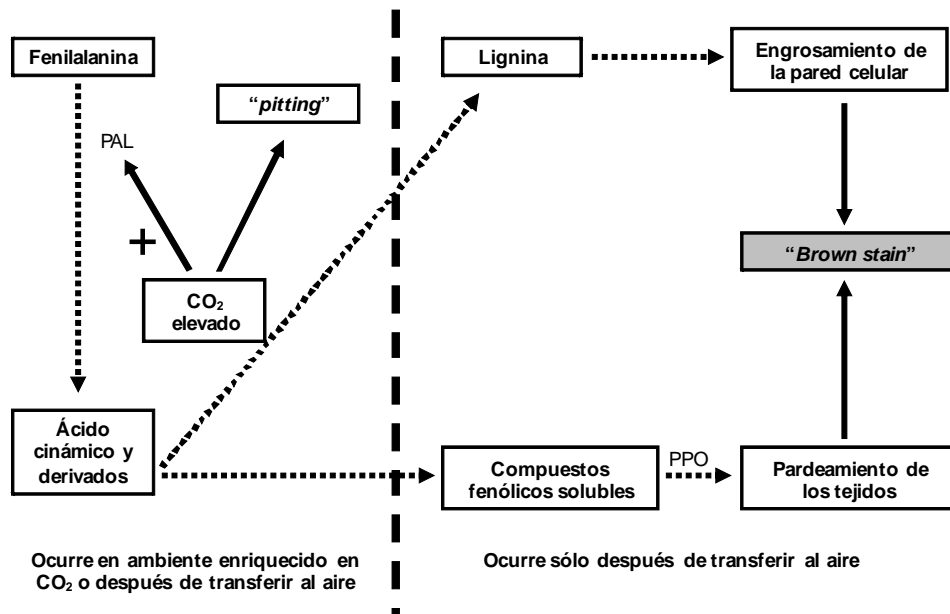 Fenilalanina
"pitting"
PAL
+
CO₂
elevado
Ácido
cinámico y
derivados
Ocurre en ambiente enriquecido en
CO₂ o después de transferir al aire
Lignina
Engrosamiento de
la pared celular
"Brown stain"
Compuestos
fenólicos solubles
PPO
Pardeamiento de
los tejidos
Ocurre sólo después de transferir al aire